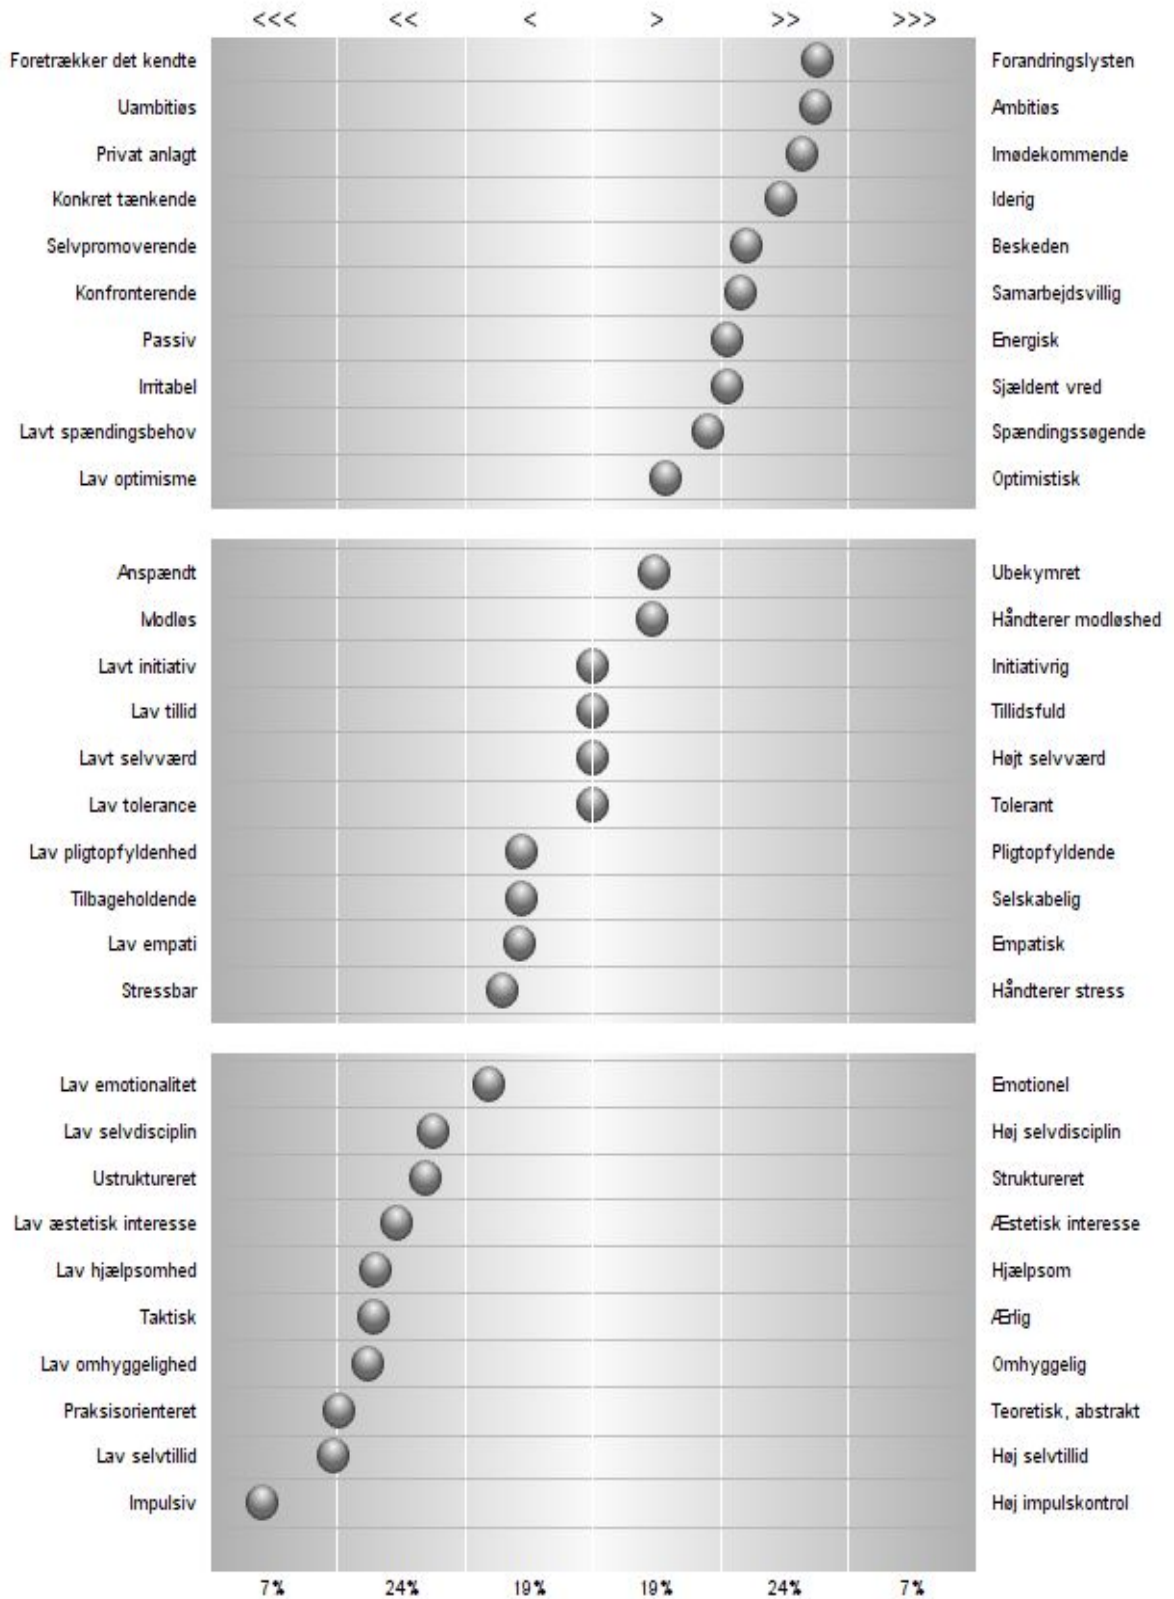 <<< << < > >> >>>
Foretrækker det kendte Forandringslysten
Uambitiøs Ambitiøs
Privat anlagt Imødekommende
Konkret tænkende Iderig
Selvpromoverende Beskeden
Konfronterende Samarbejdsvillig
Passiv Energisk
Irritabel Sjældent vred
Lavt spændingsbehov Spændingssøgende
Lav optimisme Optimistisk
Anspændt Ubekymret
Modløs Håndterer modløshed
Lavt initiativ Initiativrig
Lav tillid Tillidsfuld
Lavt selvværd Højt selvværd
Lav tolerance Tolerant
Lav pligtopfyldenhed Pligtopfyldende
Tilbageholdende Selskabelig
Lav empati Empatisk
Stressbar Håndterer stress
Lav emotionalitet Emotionel
Lav selvdisciplin Høj selvdisciplin
Ustruktureret Struktureret
Lav æstetisk interesse Æstetisk interesse
Lav hjælpsomhed Hjælpsom
Taktisk Ærlig
Lav omhyggelighed Omhyggelig
Praksisorienteret Teoretisk, abstrakt
Lav selvtillid Høj selvtillid
Impulsiv Høj impulskontrol
7% 24% 19% 19% 24% 7%